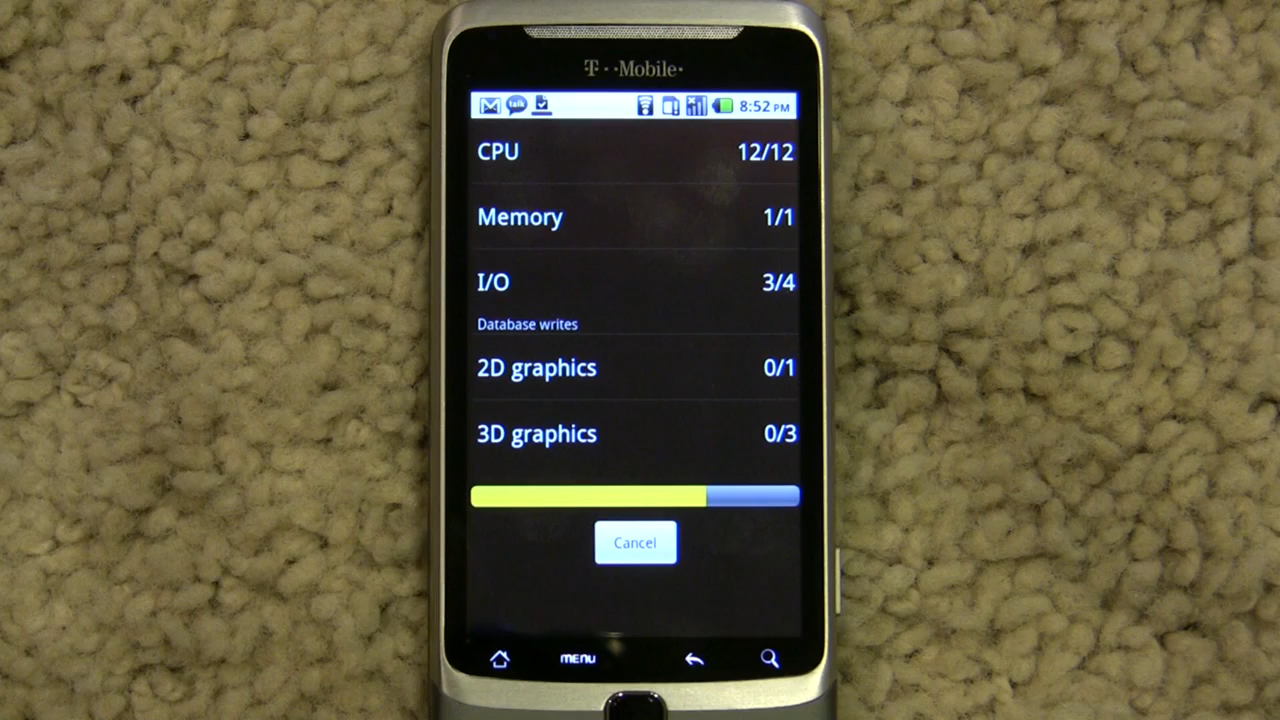 T··Mobile·
talk 8:52 PM
CPU 12/12
Memory 1/1
I/O 3/4
Database writes
2D graphics 0/1
3D graphics 0/3
Cancel
MENU